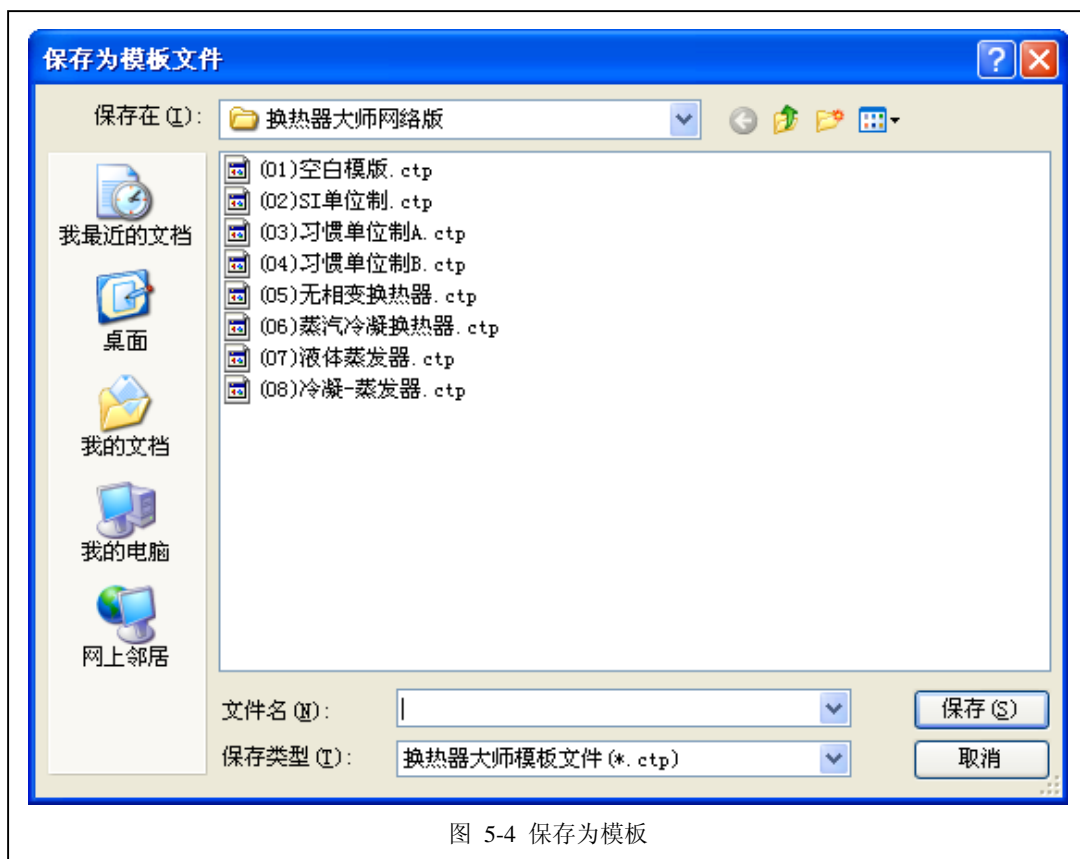 保存为模板文件
保存在(I):
换热器大师网络版
我最近的文档
桌面
我的文档
我的电脑
网上邻居
(01)空白模版.ctp
(02)SI单位制.ctp
(03)习惯单位制A.ctp
(04)习惯单位制B.ctp
(05)无相变换热器.ctp
(06)蒸汽冷凝换热器.ctp
(07)液体蒸发器.ctp
(08)冷凝-蒸发器.ctp
文件名(N):
保存(S)
保存类型(T):
换热器大师模板文件(*.ctp)
取消
图 5-4 保存为模板